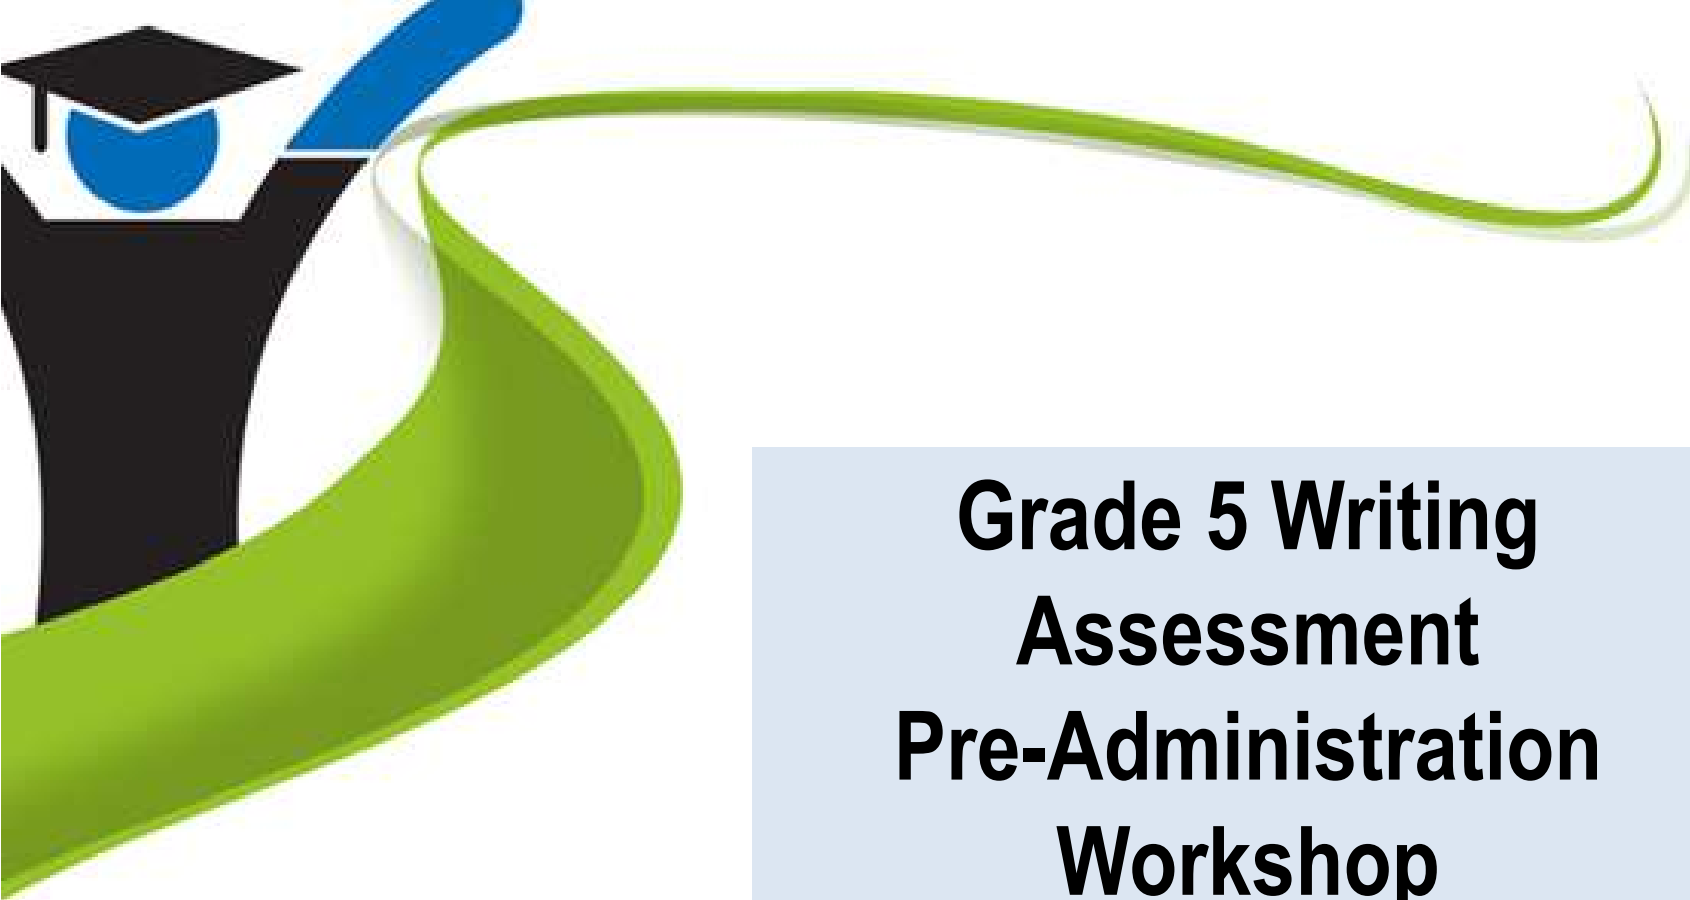 Grade 5 Writing
Assessment
Pre-Administration
Workshop